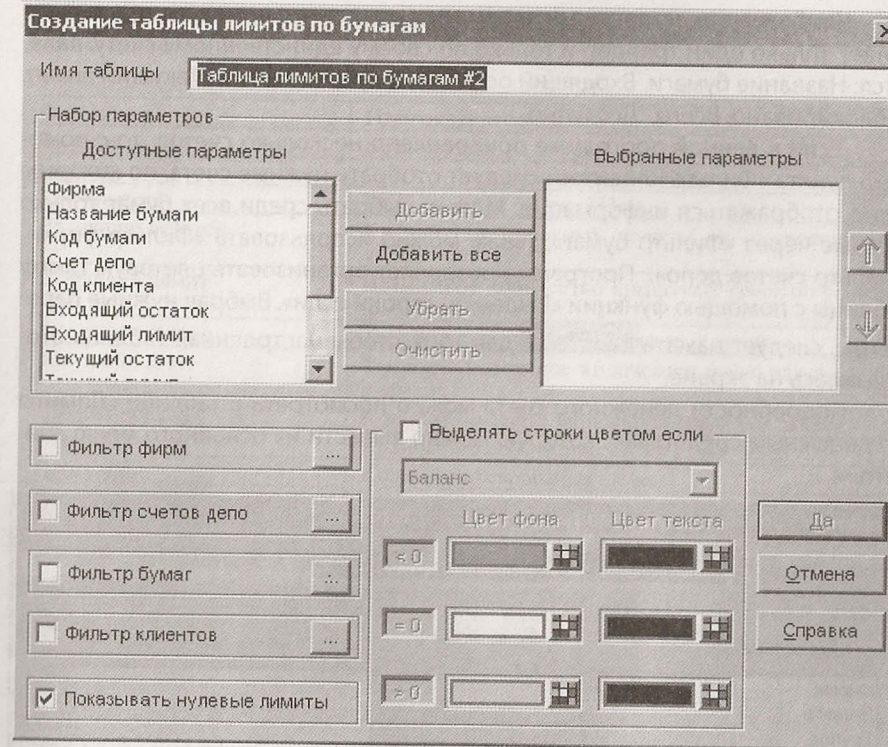 Создание таблицы лимитов по бумагам
Имя таблицы
Таблица лимитов по бумагам #2
Набор параметров
Доступные параметры
Выбранные параметры
Фирма
Название бумаги
Код бумаги
Счет депо
Код клиента
Входящий остаток
Входящий лимит
Текущий остаток
Текущий лимит
Добавить
Добавить все
Убрать
Очистить
Фильтр фирм
...
Фильтр счетов депо
...
Фильтр бумаг
...
Фильтр клиентов
...
Показывать нулевые лимиты
Выделять строки цветом если
Баланс
Цвет фона
Цвет текста
< 0
= 0
> 0
Да
Отмена
Справка